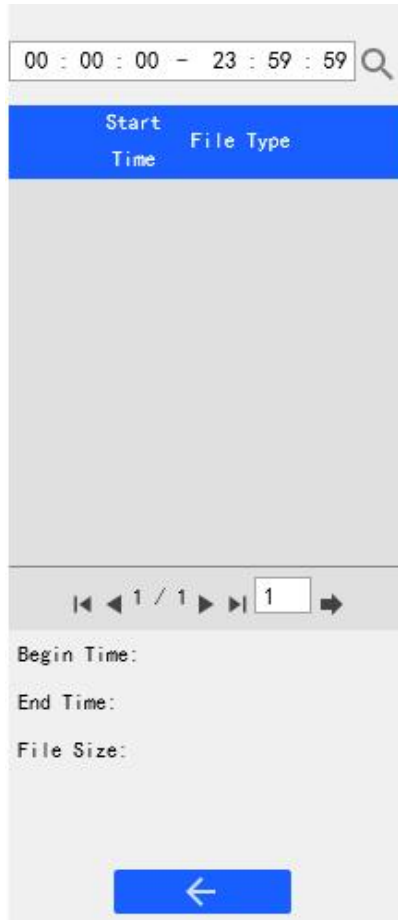 00 : 00 : 00 - 23 : 59 : 59
Start
Time
File Type
1 / 1
1
Begin Time:
End Time:
File Size: